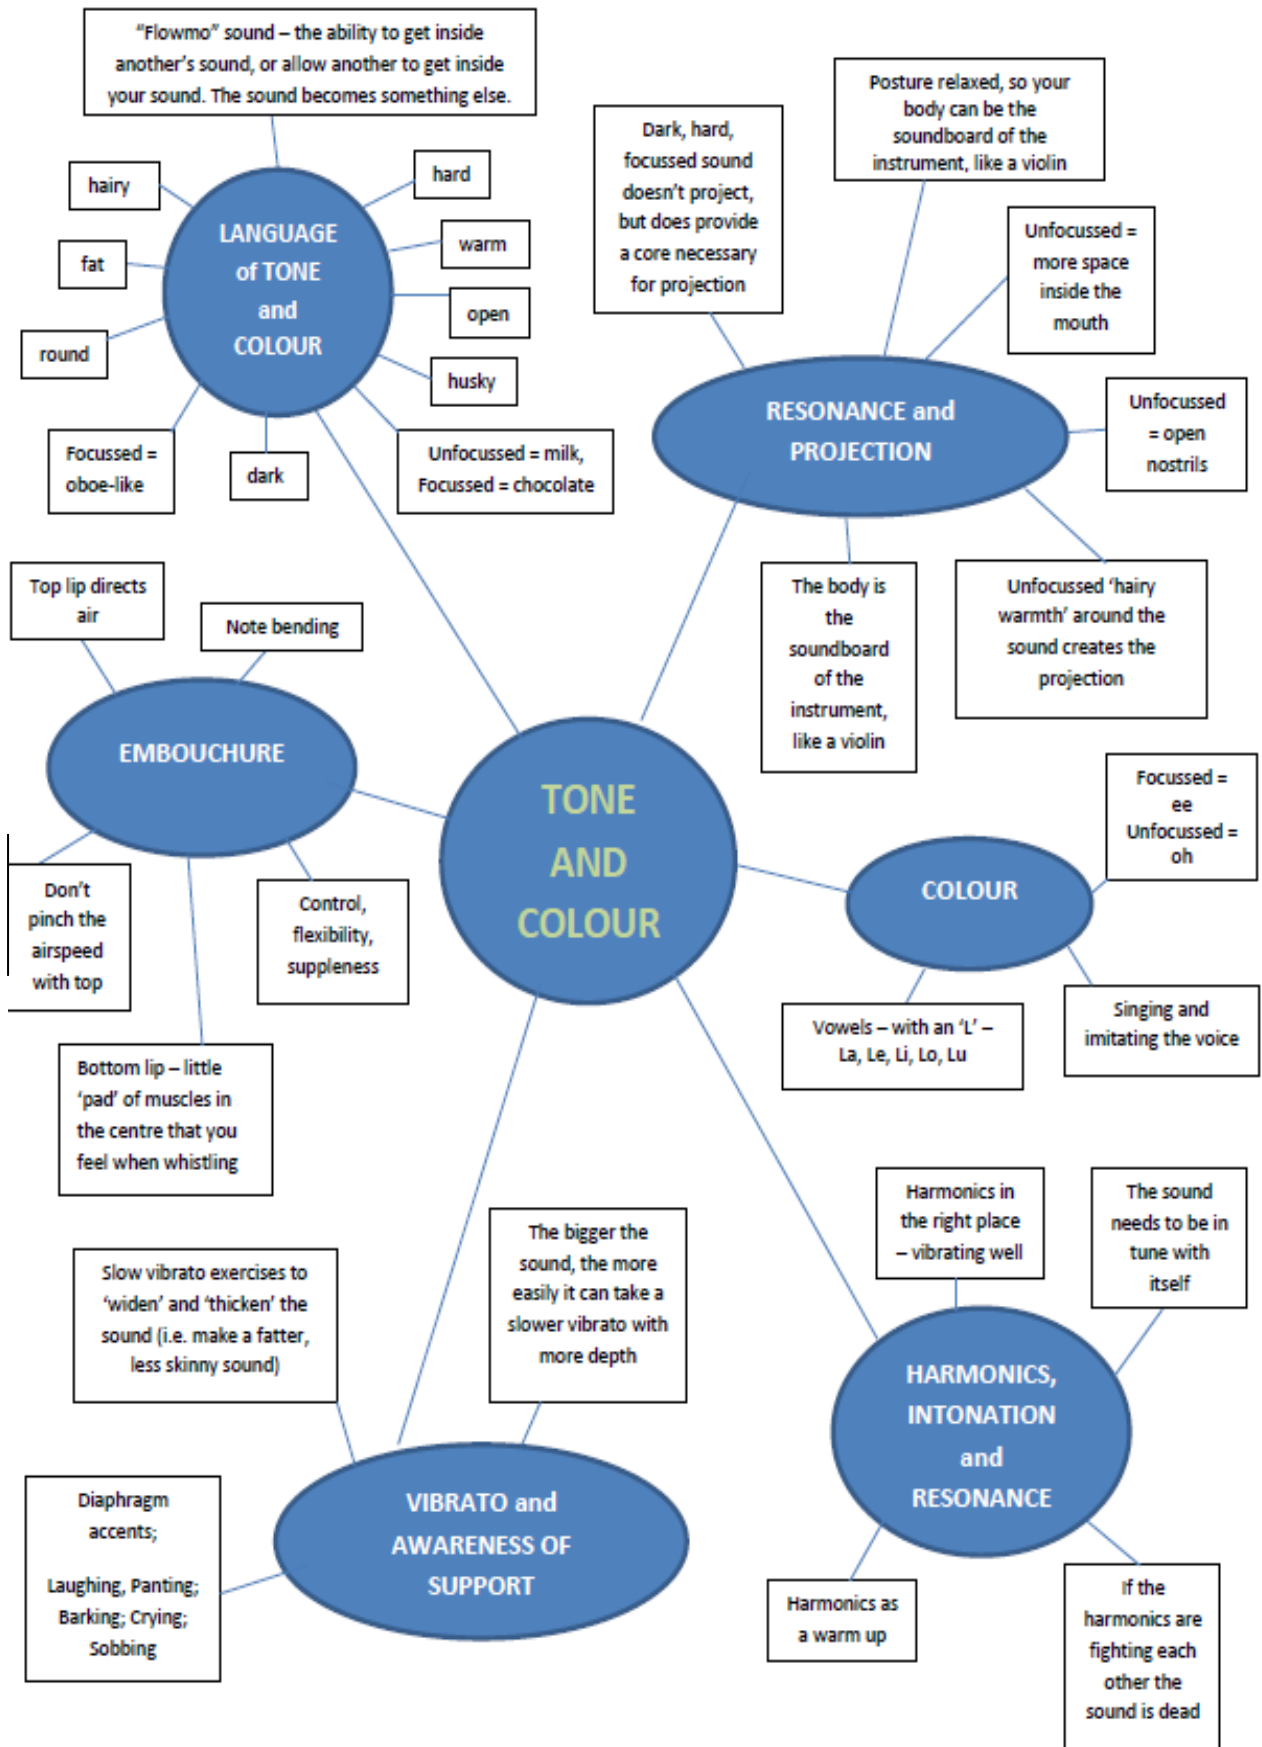 “Flowmo” sound – the ability to get inside
another’s sound, or allow another to get inside
your sound. The sound becomes something else.
hairy
hard
fat
warm
round
open
husky
Focussed =
oboe-like
dark
Unfocussed = milk,
Focussed = chocolate
LANGUAGE
of TONE
and
COLOUR
Dark, hard,
focussed sound
doesn’t project,
but does provide
a core necessary
for projection
Posture relaxed, so your
body can be the
soundboard of the
instrument, like a violin
Unfocussed =
more space
inside the
mouth
Unfocussed
= open
nostrils
RESONANCE and
PROJECTION
The body is
the
soundboard
of the
instrument,
like a violin
Unfocussed ‘hairy
warmth’ around the
sound creates the
projection
Top lip directs
air
Note bending
EMBOUCHURE
Don’t
pinch the
airspeed
with top
Control,
flexibility,
suppleness
Bottom lip – little
‘pad’ of muscles in
the centre that you
feel when whistling
TONE
AND
COLOUR
Focussed =
ee
Unfocussed =
oh
COLOUR
Vowels – with an ‘L’ –
La, Le, Li, Lo, Lu
Singing and
imitating the voice
Slow vibrato exercises to
‘widen’ and ‘thicken’ the
sound (i.e. make a fatter,
less skinny sound)
The bigger the
sound, the more
easily it can take a
slower vibrato with
more depth
Diaphragm
accents;
Laughing, Panting;
Barking; Crying;
Sobbing
VIBRATO and
AWARENESS OF
SUPPORT
Harmonics in
the right place
– vibrating well
The sound
needs to be in
tune with
itself
HARMONICS,
INTONATION
and
RESONANCE
Harmonics as
a warm up
If the
harmonics are
fighting each
other the
sound is dead